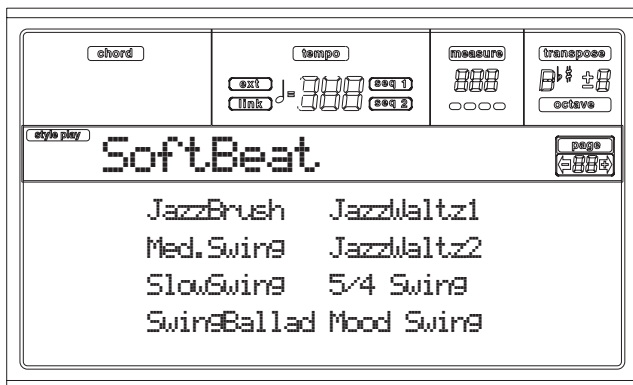 chord tempo measure transpose
ext seq 1
link = seq 2 octave
style play SoftBeat page
JazzBrush JazzWaltz1
Med.Swing JazzWaltz2
SlowSwing 5/4 Swing
SwingBallad Mood Swing